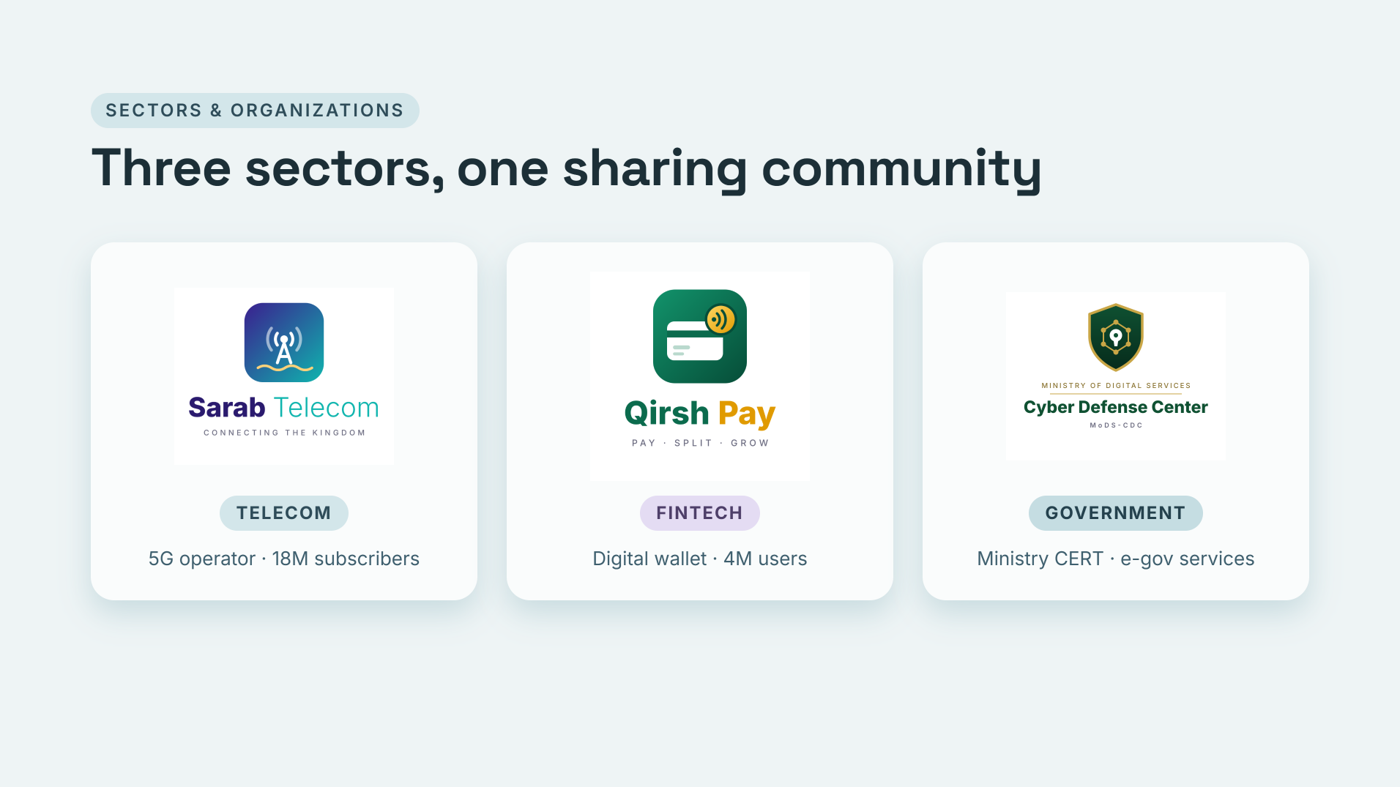 SECTORS & ORGANIZATIONS
Three sectors, one sharing community
Sarab Telecom
CONNECTING THE KINGDOM
TELECOM
5G operator · 18M subscribers
Qirsh Pay
PAY · SPLIT · GROW
FINTECH
Digital wallet · 4M users
MINISTRY OF DIGITAL SERVICES
Cyber Defense Center
MoDS-CDC
GOVERNMENT
Ministry CERT · e-gov services